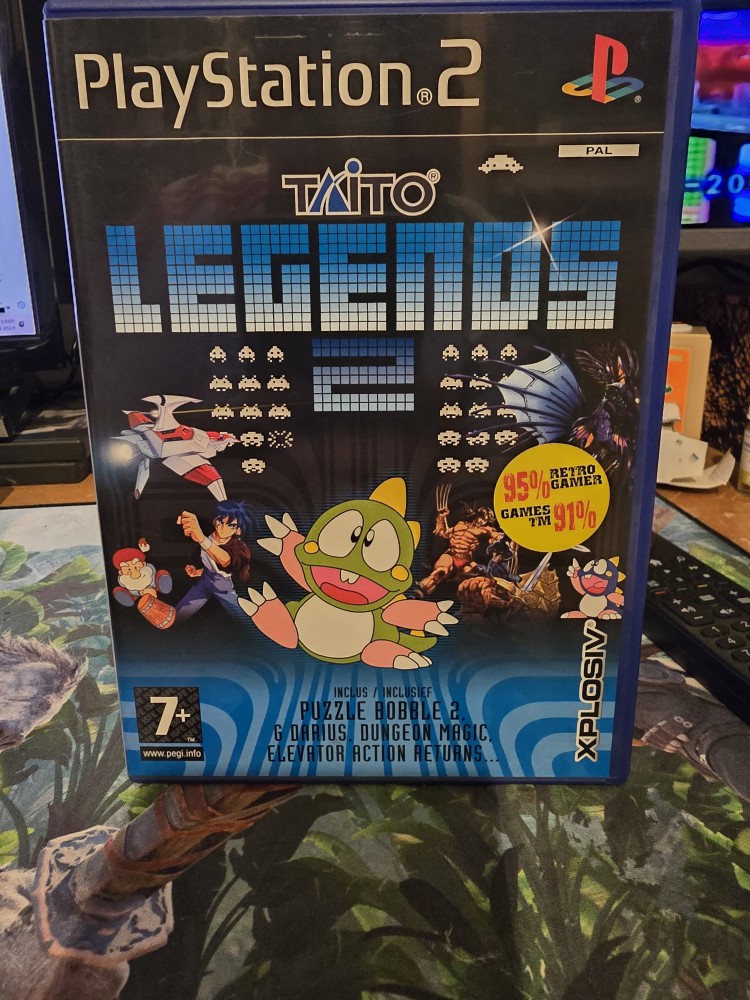 PlayStation®2
PAL
TAITO®
LEGENDS
2
95% RETRO GAMER
GAMES TM 91%
INCLUS / INCLUSIEF
PUZZLE BOBBLE 2,
G DARIUS, DUNGEON MAGIC,
ELEVATOR ACTION RETURNS...
7+
TM
www.pegi.info
XPLOSIV®